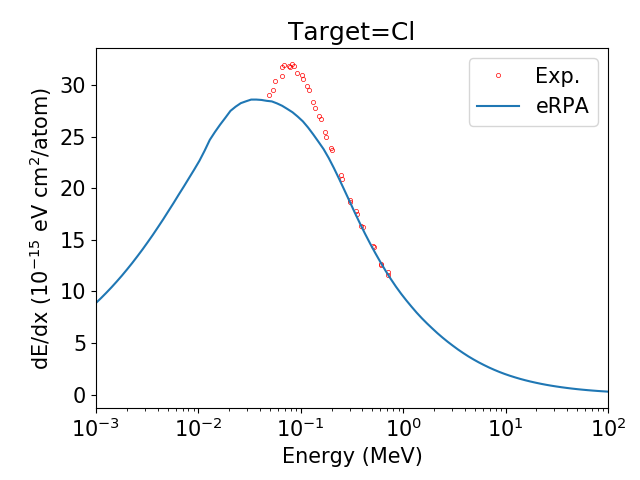 Target=Cl
Exp.
eRPA
dE/dx (10⁻¹⁵ eV cm²/atom)
30
25
20
15
10
5
0
10⁻³ 10⁻² 10⁻¹ 10⁰ 10¹ 10²
Energy (MeV)